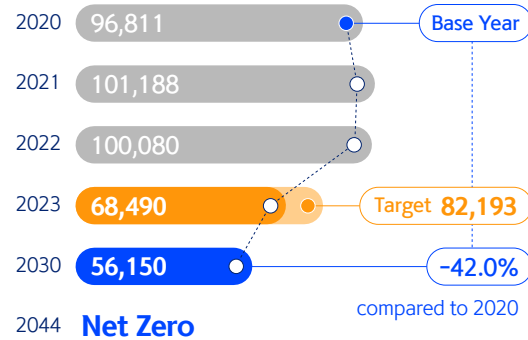 2020 96,811 Base Year
2021 101,188
2022 100,080
2023 68,490 Target 82,193
2030 56,150 -42.0%
compared to 2020
2044 Net Zero